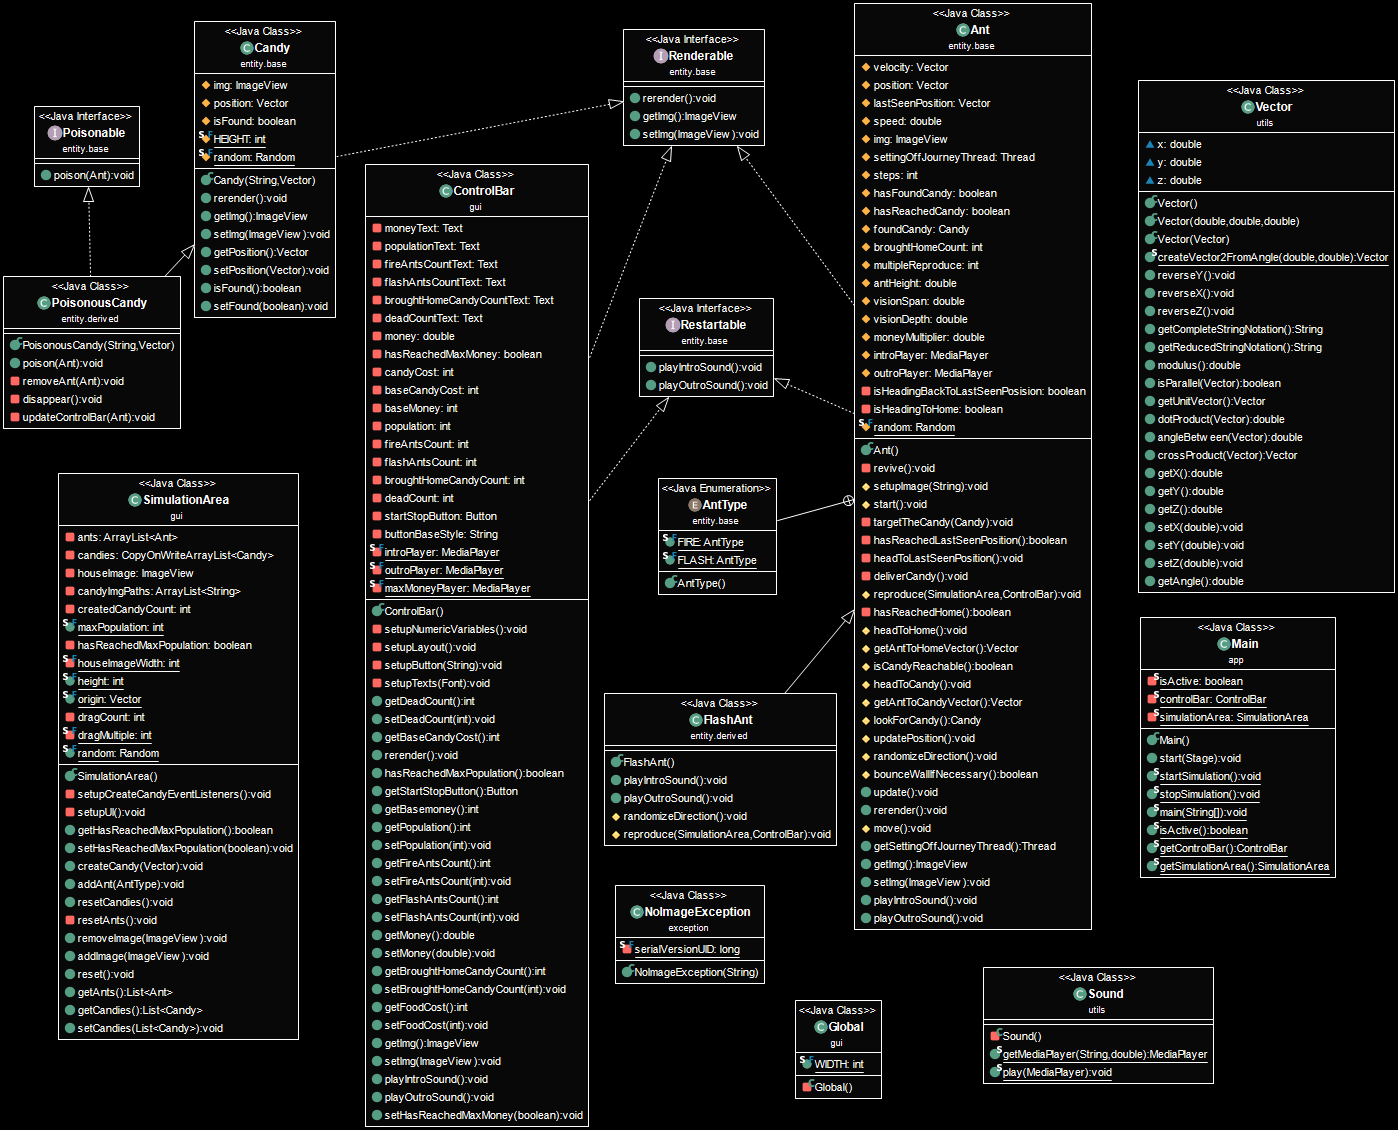 <<Java Class>>
Candy
entity.base
img: ImageView
position: Vector
isFound: boolean
HEIGHT: int
random: Random
Candy(String,Vector)
rerender():void
getImg():ImageView
setImg(ImageView):void
getPosition():Vector
setPosition(Vector):void
isFound():boolean
setFound(boolean):void
<<Java Interface>>
Poisonable
entity.base
poison(Ant):void
<<Java Class>>
PoisonousCandy
entity.derived
PoisonousCandy(String,Vector)
poison(Ant):void
removeAnt(Ant):void
disappear():void
updateControlBar(Ant):void
<<Java Class>>
SimulationArea
gui
ants: ArrayList<Ant>
candies: CopyOnWriteArrayList<Candy>
houseImage: ImageView
candyImgPaths: ArrayList<String>
createdCandyCount: int
maxPopulation: int
hasReachedMaxPopulation: boolean
houseImageWidth: int
height: int
origin: Vector
dragCount: int
dragMultiple: int
random: Random
SimulationArea()
setupCreateCandyEventListeners():void
setupUI():void
getHasReachedMaxPopulation():boolean
setHasReachedMaxPopulation(boolean):void
createCandy(Vector):void
addAnt(AntType):void
resetCandies():void
resetAnts():void
removeImage(ImageView):void
addImage(ImageView):void
reset():void
getAnts():List<Ant>
getCandies():List<Candy>
setCandies(List<Candy>):void
<<Java Class>>
ControlBar
gui
moneyText: Text
populationText: Text
fireAntsCountText: Text
flashAntsCountText: Text
broughtHomeCandyCountText: Text
deadCountText: Text
money: double
hasReachedMaxMoney: boolean
candyCost: int
baseCandyCost: int
baseMoney: int
population: int
fireAntsCount: int
flashAntsCount: int
broughtHomeCandyCount: int
deadCount: int
startStopButton: Button
buttonBaseStyle: String
introPlayer: MediaPlayer
outroPlayer: MediaPlayer
maxMoneyPlayer: MediaPlayer
ControlBar()
setupNumericVariables():void
setupLayout():void
setupButton(String):void
setupTexts(Font):void
getDeadCount():int
setDeadCount(int):void
getBaseCandyCost():int
rerender():void
hasReachedMaxPopulation():boolean
getStartStopButton():Button
getBasemoney():int
getPopulation():int
setPopulation(int):void
getFireAntsCount():int
setFireAntsCount(int):void
getFlashAntsCount():int
setFlashAntsCount(int):void
getMoney():double
setMoney(double):void
getBroughtHomeCandyCount():int
setBroughtHomeCandyCount(int):void
getFoodCost():int
setFoodCost(int):void
getImg():ImageView
setImg(ImageView):void
playIntroSound():void
playOutroSound():void
setHasReachedMaxMoney(boolean):void
<<Java Interface>>
Renderable
entity.base
rerender():void
getImg():ImageView
setImg(ImageView):void
<<Java Interface>>
Restartable
entity.base
playIntroSound():void
playOutroSound():void
<<Java Enumeration>>
AntType
entity.base
FIRE: AntType
FLASH: AntType
AntType()
<<Java Class>>
FlashAnt
entity.derived
FlashAnt()
playIntroSound():void
playOutroSound():void
randomizeDirection():void
reproduce(SimulationArea,ControlBar):void
<<Java Class>>
NoImageException
exception
serialVersionUID: long
NoImageException(String)
<<Java Class>>
Global
gui
WIDTH: int
Global()
<<Java Class>>
Ant
entity.base
velocity: Vector
position: Vector
lastSeenPosition: Vector
speed: double
img: ImageView
settingOffJourneyThread: Thread
steps: int
hasFoundCandy: boolean
hasReachedCandy: boolean
foundCandy: Candy
broughtHomeCount: int
multipleReproduce: int
antHeight: double
visionSpan: double
visionDepth: double
moneyMultiplier: double
introPlayer: MediaPlayer
outroPlayer: MediaPlayer
isHeadingBackToLastSeenPosision: boolean
isHeadingToHome: boolean
random: Random
Ant()
revive():void
setupImage(String):void
start():void
targetTheCandy(Candy):void
hasReachedLastSeenPosition():boolean
headToLastSeenPosition():void
deliverCandy():void
reproduce(SimulationArea,ControlBar):void
hasReachedHome():boolean
headToHome():void
getAntToHomeVector():Vector
isCandyReachable():boolean
headToCandy():void
getAntToCandyVector():Vector
lookForCandy():Candy
updatePosition():void
randomizeDirection():void
bounceWallIfNecessary():boolean
update():void
rerender():void
move():void
getSettingOffJourneyThread():Thread
getImg():ImageView
setImg(ImageView):void
playIntroSound():void
playOutroSound():void
<<Java Class>>
Vector
utils
x: double
y: double
z: double
Vector()
Vector(double,double,double)
Vector(Vector)
createVector2FromAngle(double,double):Vector
reverseY():void
reverseX():void
reverseZ():void
getCompleteStringNotation():String
getReducedStringNotation():String
modulus():double
isParallel(Vector):boolean
getUnitVector():Vector
dotProduct(Vector):double
angleBetween(Vector):double
crossProduct(Vector):Vector
getX():double
getY():double
getZ():double
setX(double):void
setY(double):void
setZ(double):void
getAngle():double
<<Java Class>>
Main
app
isActive: boolean
controlBar: ControlBar
simulationArea: SimulationArea
Main()
start(Stage):void
startSimulation():void
stopSimulation():void
main(String[]):void
isActive():boolean
getControlBar():ControlBar
getSimulationArea():SimulationArea
<<Java Class>>
Sound
utils
Sound()
getMediaPlayer(String,double):MediaPlayer
play(MediaPlayer):void